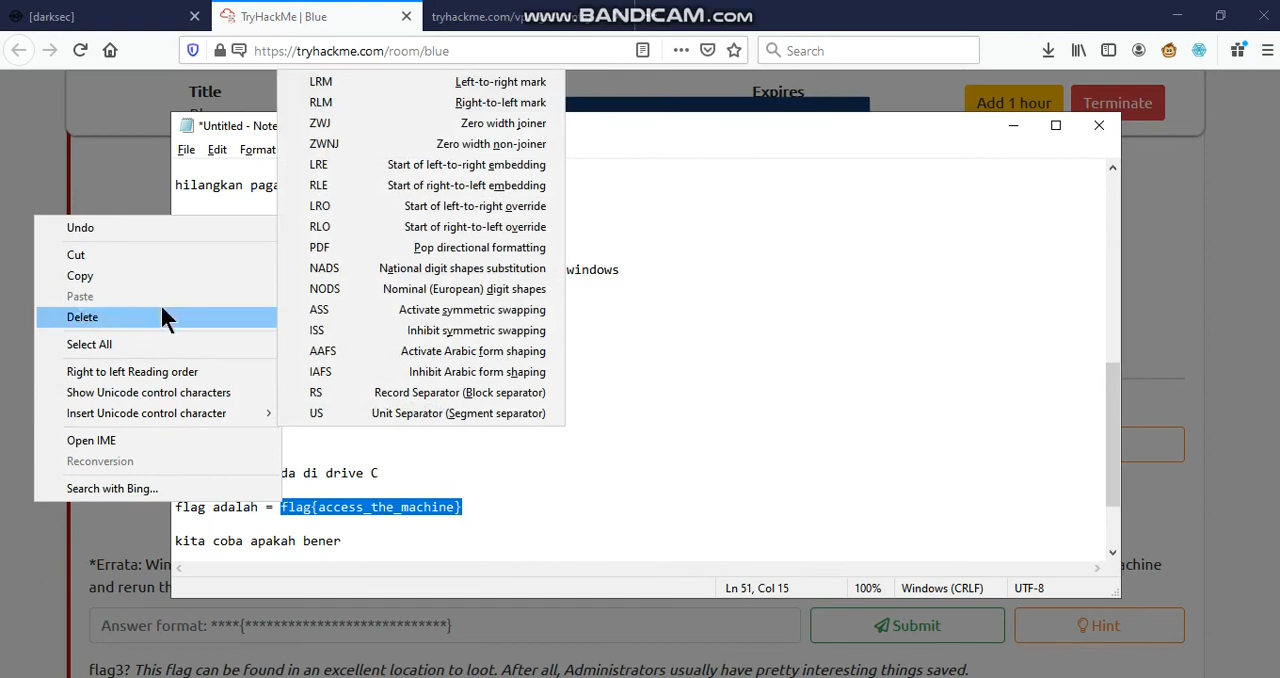 [darksec]
TryHackMe | Blue
tryhackme.com/v
www.BANDICAM.com
https://tryhackme.com/room/blue
Search
Title
Expires
Add 1 hour
Terminate
*Untitled - Note
File Edit Format
hilangkan paga
windows
da di drive C
flag adalah = flag{access_the_machine}
kita coba apakah bener
Ln 51, Col 15
100%
Windows (CRLF)
UTF-8
Undo
Cut
Copy
Paste
Delete
Select All
Right to left Reading order
Show Unicode control characters
Insert Unicode control character
Open IME
Reconversion
Search with Bing...
LRM Left-to-right mark
RLM Right-to-left mark
ZWJ Zero width joiner
ZWNJ Zero width non-joiner
LRE Start of left-to-right embedding
RLE Start of right-to-left embedding
LRO Start of left-to-right override
RLO Start of right-to-left override
PDF Pop directional formatting
NADS National digit shapes substitution
NODS Nominal (European) digit shapes
ASS Activate symmetric swapping
ISS Inhibit symmetric swapping
AAFS Activate Arabic form shaping
IAFS Inhibit Arabic form shaping
RS Record Separator (Block separator)
US Unit Separator (Segment separator)
*Errata: Win
achine
and rerun th
Answer format: ****{***************************}
Submit
Hint
flag3? This flag can be found in an excellent location to loot. After all, Administrators usually have pretty interesting things saved.